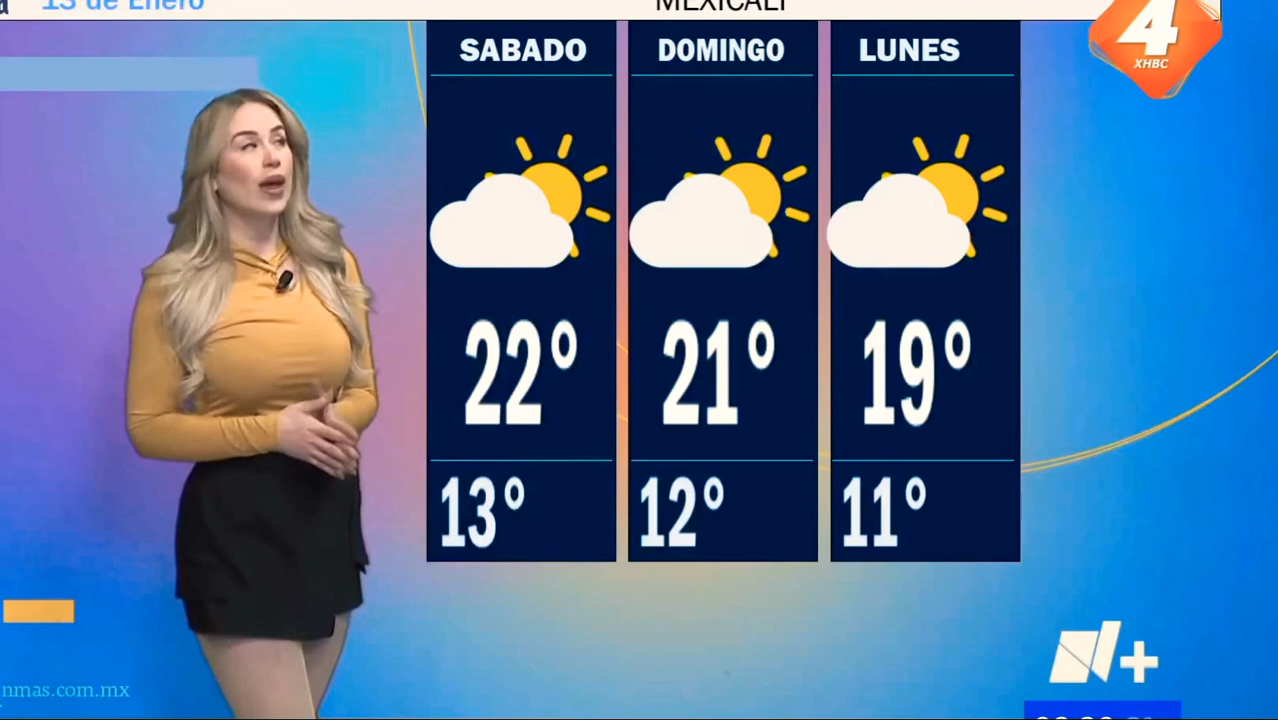 13 de Enero
MEXICALI
4
XHBC
SABADO
DOMINGO
LUNES
22°
21°
19°
13°
12°
11°
nmas.com.mx
N+